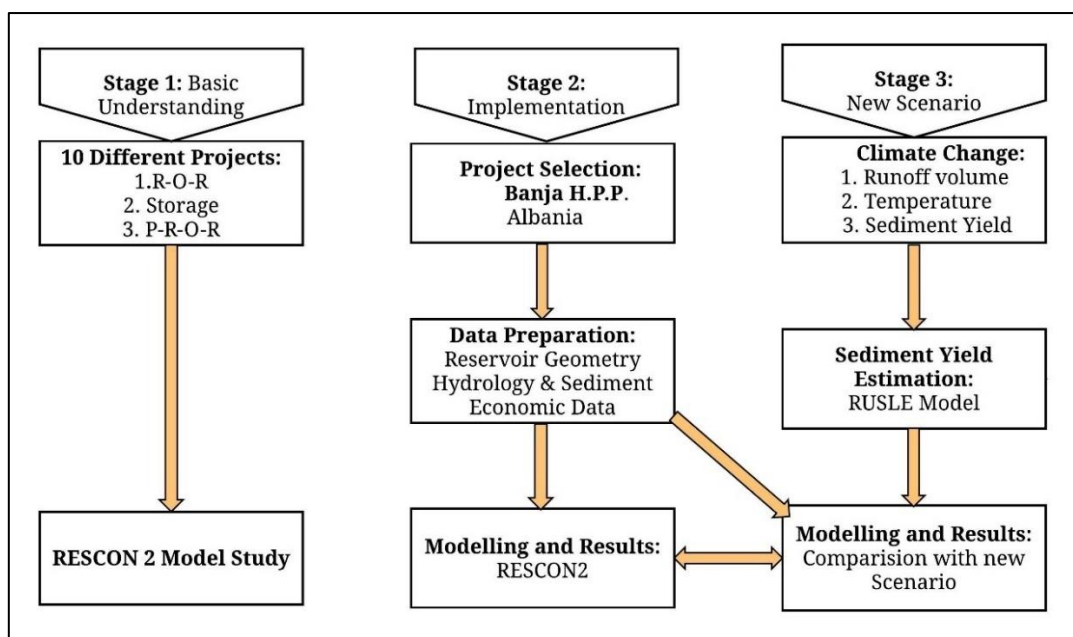 Stage 1: Basic
Understanding
10 Different Projects:
1.R-O-R
2. Storage
3. P-R-O-R
RESCON 2 Model Study
Stage 2:
Implementation
Project Selection:
Banja H.P.P.
Albania
Data Preparation:
Reservoir Geometry
Hydrology & Sediment
Economic Data
Modelling and Results:
RESCON2
Stage 3:
New Scenario
Climate Change:
1. Runoff volume
2. Temperature
3. Sediment Yield
Sediment Yield
Estimation:
RUSLE Model
Modelling and Results:
Comparision with new
Scenario